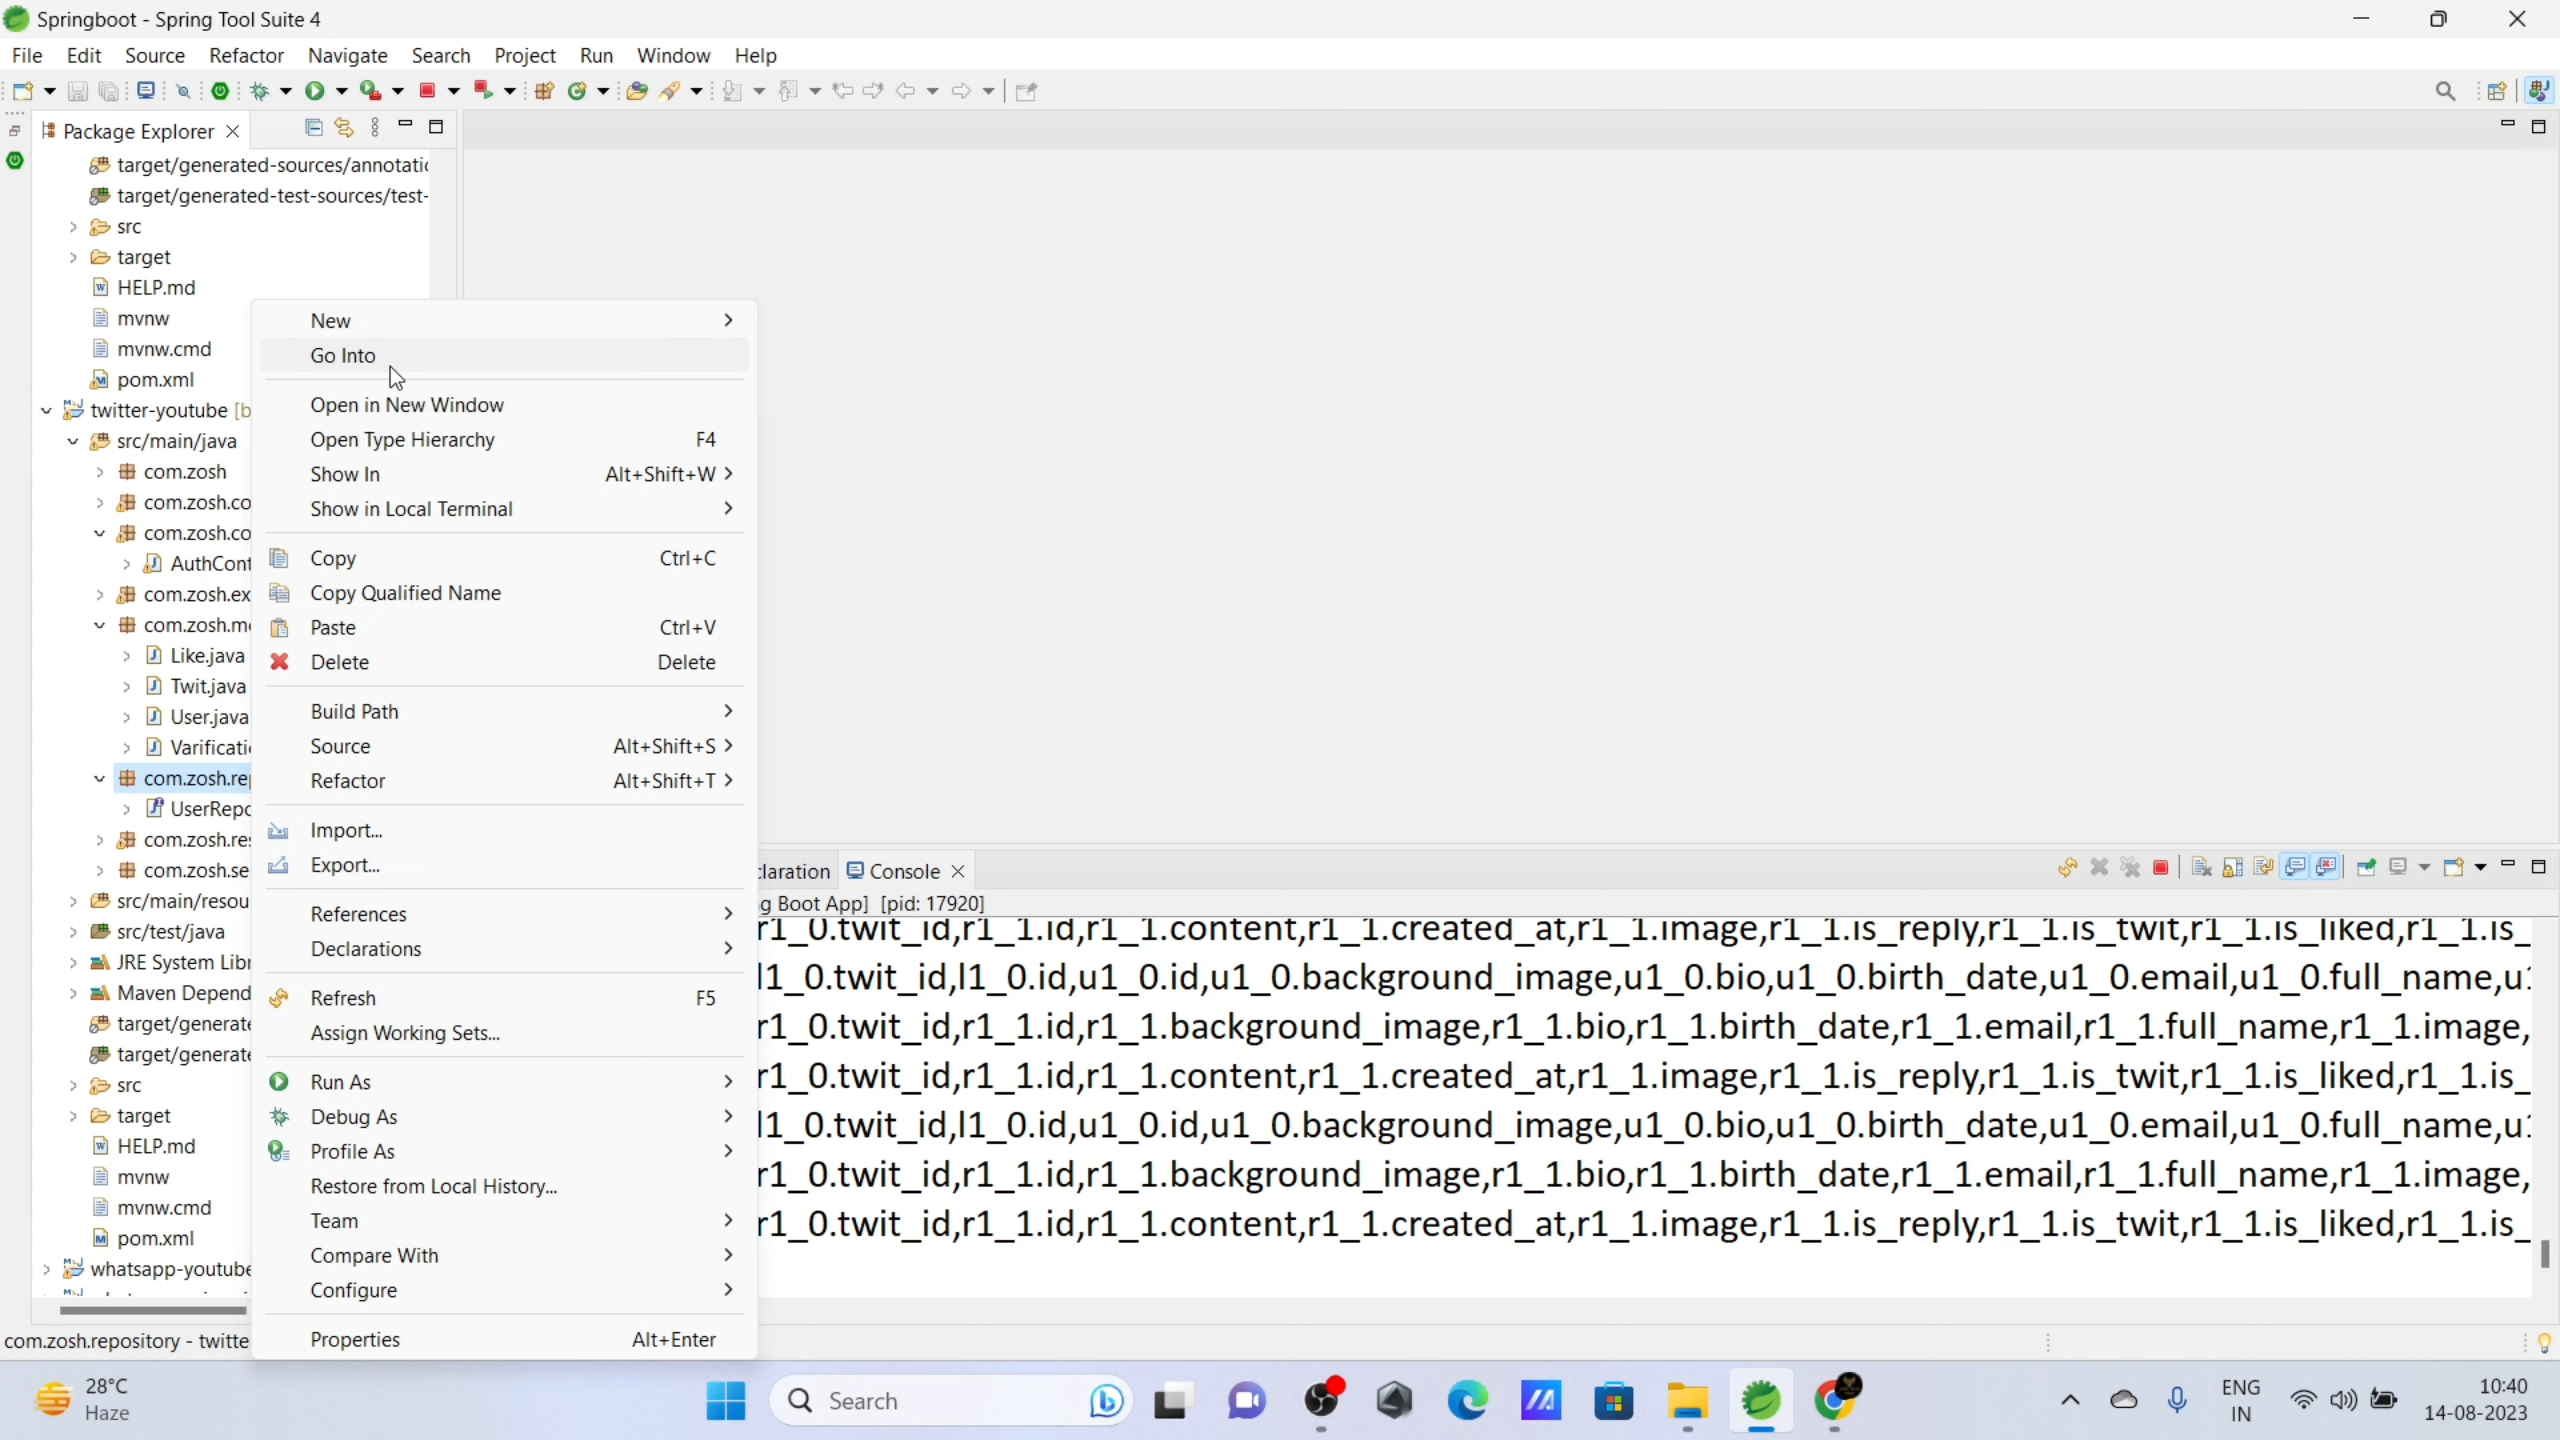 Springboot - Spring Tool Suite 4
File Edit Source Refactor Navigate Search Project Run Window Help
Package Explorer
target/generated-sources/annotatic
target/generated-test-sources/test-
src
target
HELP.md
mvnw
mvnw.cmd
pom.xml
twitter-youtube [b
src/main/java
com.zosh
com.zosh.co
com.zosh.co
AuthCont
com.zosh.ex
com.zosh.m
Like.java
Twit.java
User.java
Varificati
com.zosh.re
UserRepo
com.zosh.res
com.zosh.se
src/main/resou
src/test/java
JRE System Libr
Maven Depend
target/generate
target/generate
src
target
HELP.md
mvnw
mvnw.cmd
pom.xml
whatsapp-youtube
New
Go Into
Open in New Window
Open Type Hierarchy F4
Show In Alt+Shift+W
Show in Local Terminal
Copy Ctrl+C
Copy Qualified Name
Paste Ctrl+V
Delete Delete
Build Path
Source Alt+Shift+S
Refactor Alt+Shift+T
Import...
Export...
References
Declarations
Refresh F5
Assign Working Sets...
Run As
Debug As
Profile As
Restore from Local History...
Team
Compare With
Configure
Properties Alt+Enter
claration Console
g Boot App] [pid: 17920]
r1_0.twit_id,r1_1.id,r1_1.content,r1_1.created_at,r1_1.image,r1_1.is_reply,r1_1.is_twit,r1_1.is_liked,r1_1.is_
l1_0.twit_id,l1_0.id,u1_0.id,u1_0.background_image,u1_0.bio,u1_0.birth_date,u1_0.email,u1_0.full_name,u1
r1_0.twit_id,r1_1.id,r1_1.background_image,r1_1.bio,r1_1.birth_date,r1_1.email,r1_1.full_name,r1_1.image,
r1_0.twit_id,r1_1.id,r1_1.content,r1_1.created_at,r1_1.image,r1_1.is_reply,r1_1.is_twit,r1_1.is_liked,r1_1.is_
l1_0.twit_id,l1_0.id,u1_0.id,u1_0.background_image,u1_0.bio,u1_0.birth_date,u1_0.email,u1_0.full_name,u1
r1_0.twit_id,r1_1.id,r1_1.background_image,r1_1.bio,r1_1.birth_date,r1_1.email,r1_1.full_name,r1_1.image,
r1_0.twit_id,r1_1.id,r1_1.content,r1_1.created_at,r1_1.image,r1_1.is_reply,r1_1.is_twit,r1_1.is_liked,r1_1.is_
com.zosh.repository - twitte
28°C
Haze
Search
ENG
IN
10:40
14-08-2023